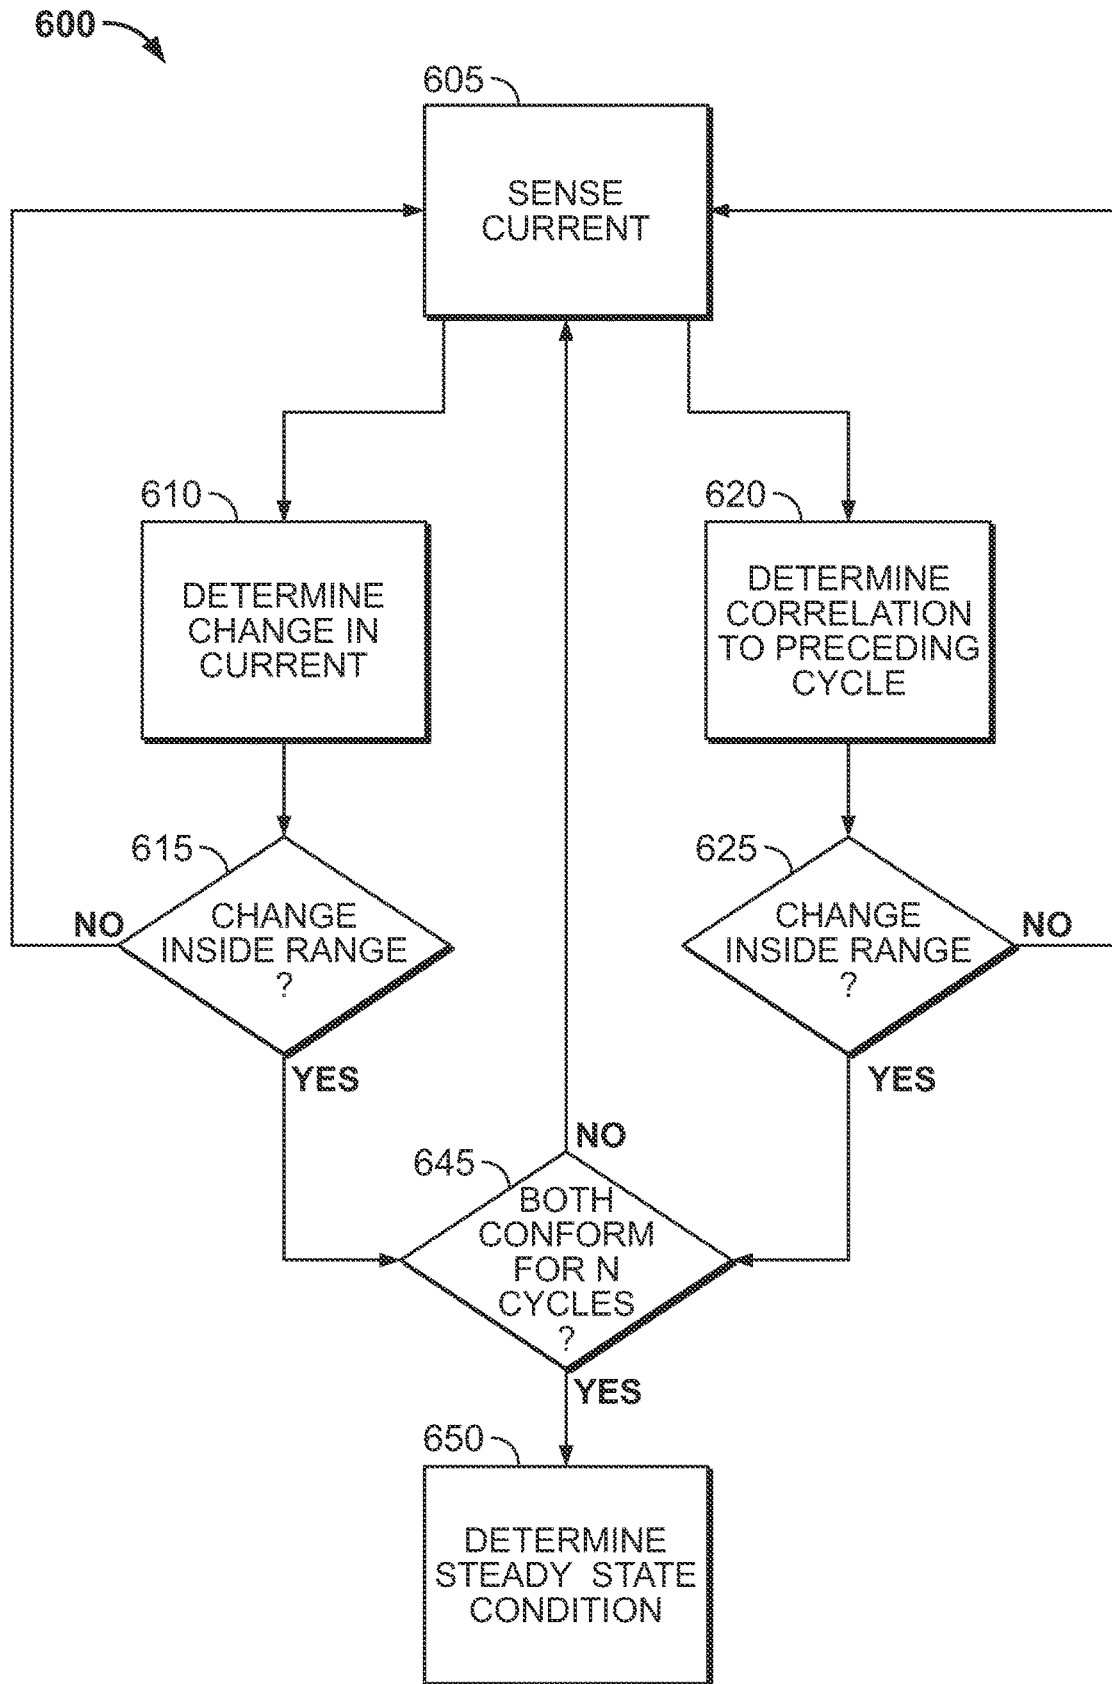 600
605
SENSE
CURRENT
610
DETERMINE
CHANGE IN
CURRENT
620
DETERMINE
CORRELATION
TO PRECEDING
CYCLE
615
CHANGE
INSIDE RANGE
?
NO
YES
625
CHANGE
INSIDE RANGE
?
NO
YES
645
NO
BOTH
CONFORM
FOR N
CYCLES
?
YES
650
DETERMINE
STEADY STATE
CONDITION